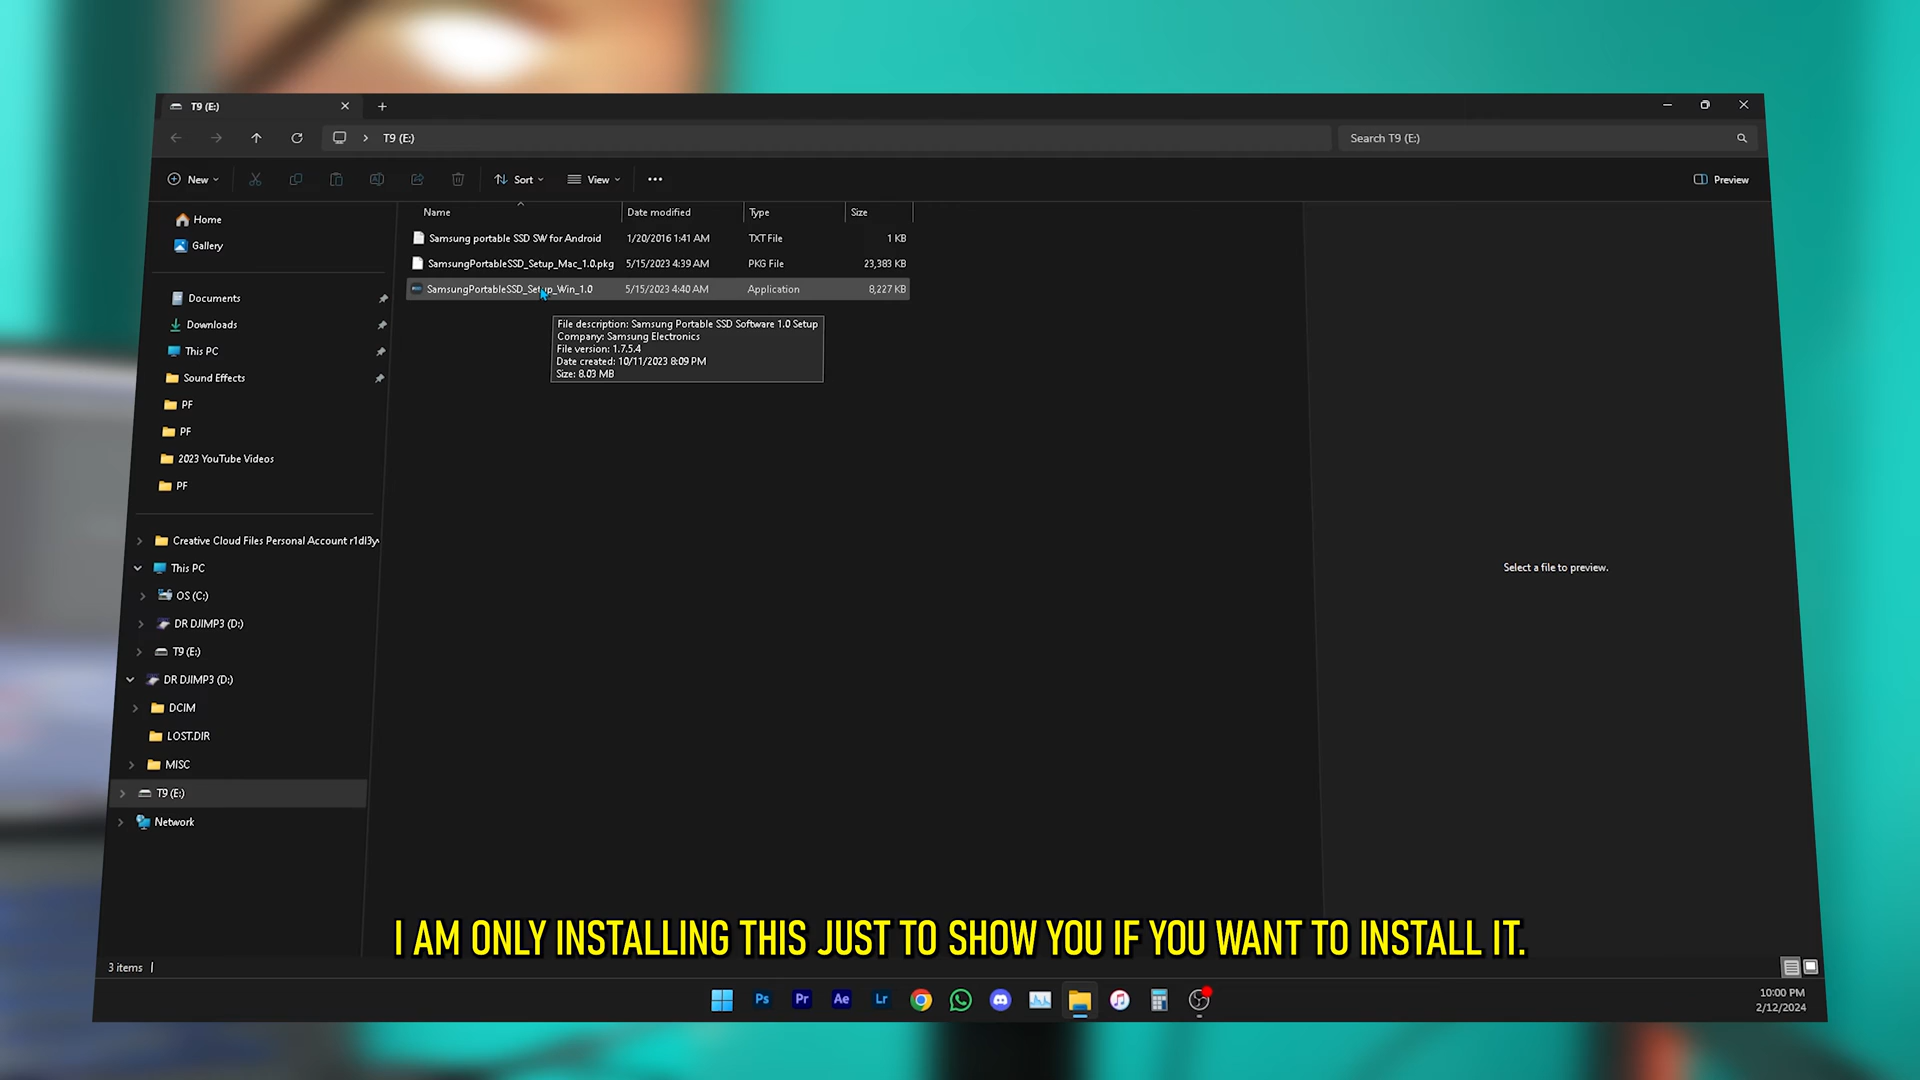 T9 (E:)
T9 (E:)
Search T9 (E:)
New
Sort
View
Preview
Home
Gallery
Documents
Downloads
This PC
Sound Effects
PF
PF
2023 YouTube Videos
PF
Creative Cloud Files Personal Account r1dl3y
This PC
OS (C:)
DR DJIMP3 (D:)
T9 (E:)
DR DJIMP3 (D:)
DCIM
LOST.DIR
MISC
T9 (E:)
Network
Name Date modified Type Size
Samsung portable SSD SW for Android 1/20/2016 1:41 AM TXT File 1 KB
SamsungPortableSSD_Setup_Mac_1.0.pkg 5/15/2023 4:39 AM PKG File 23,383 KB
SamsungPortableSSD_Setup_Win_1.0 5/15/2023 4:40 AM Application 8,227 KB
File description: Samsung Portable SSD Software 1.0 Setup
Company: Samsung Electronics
File version: 1.7.5.4
Date created: 10/11/2023 8:09 PM
Size: 8.03 MB
Select a file to preview.
I AM ONLY INSTALLING THIS JUST TO SHOW YOU IF YOU WANT TO INSTALL IT.
3 items
Ps Pr Ae Lr
10:00 PM
2/12/2024